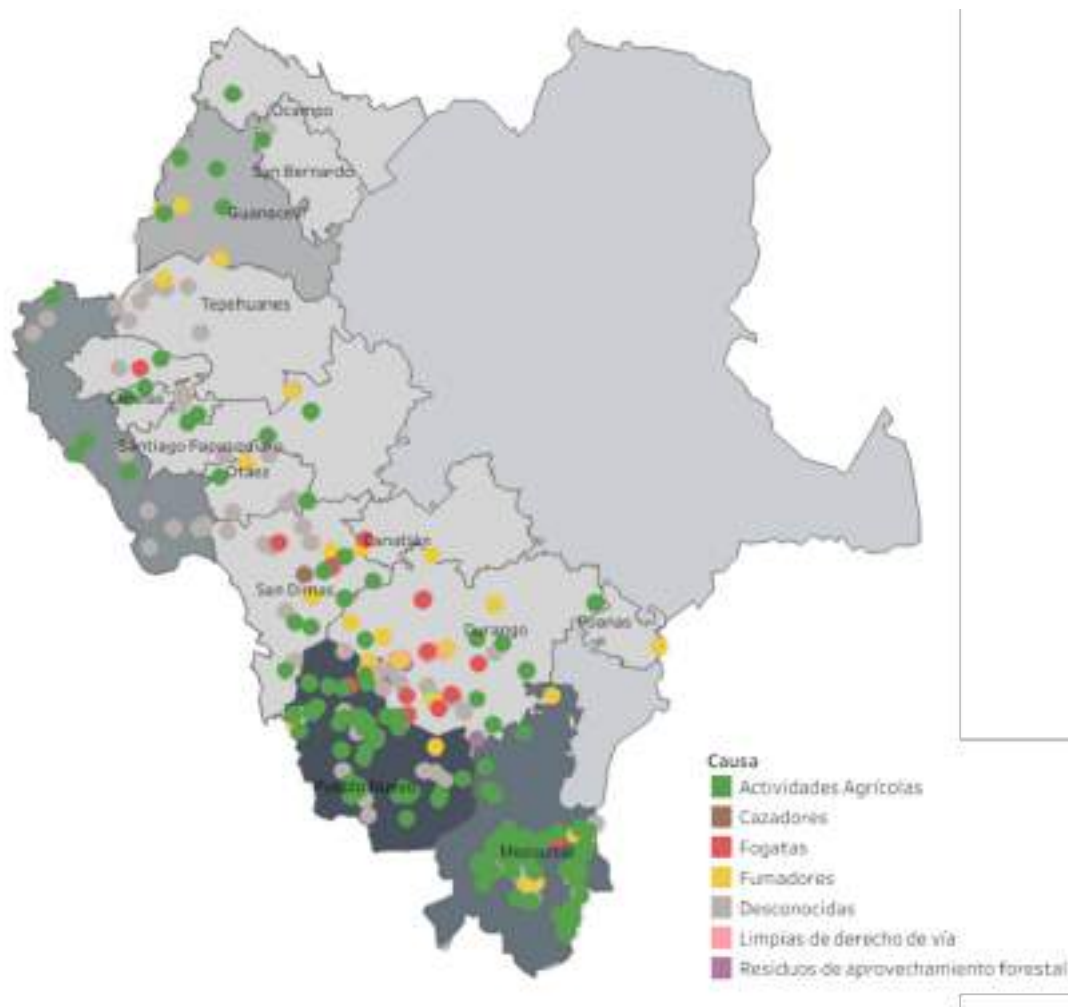 Ocampo
San Bernardo
Guanaceví
Tepehuanes
Santiago Papasquiaro
Otáez
Canatlán
San Dimas
Durango
Poanas
Mezquital
Causa
Actividades Agrícolas
Cazadores
Fogatas
Fumadores
Desconocidas
Limpias de derecho de vía
Residuos de aprovechamiento forestal